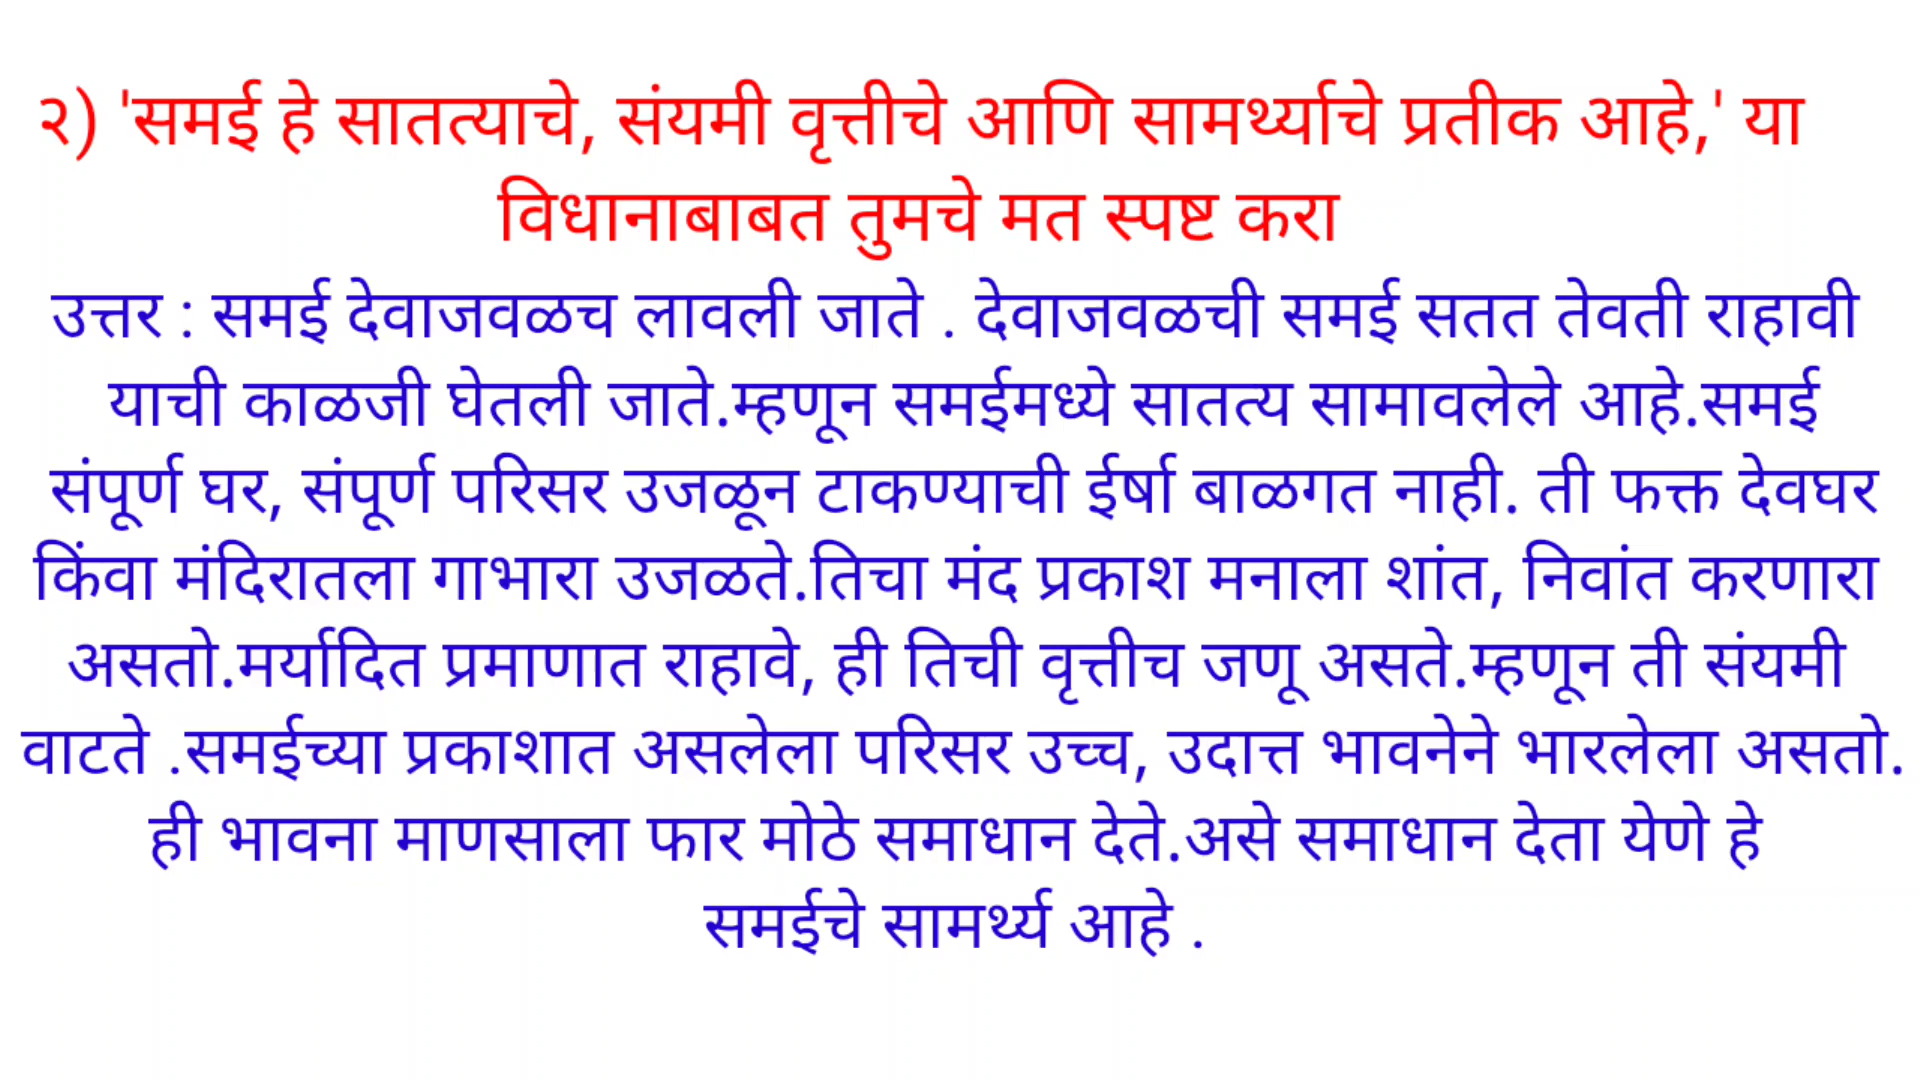 २) 'समई हे सातत्याचे, संयमी वृत्तीचे आणि सामर्थ्याचे प्रतीक आहे,' या
विधानाबाबत तुमचे मत स्पष्ट करा
उत्तर : समई देवाजवळच लावली जाते . देवाजवळची समई सतत तेवती राहावी
याची काळजी घेतली जाते.म्हणून समईमध्ये सातत्य सामावलेले आहे.समई
संपूर्ण घर, संपूर्ण परिसर उजळून टाकण्याची ईर्षा बाळगत नाही. ती फक्त देवघर
किंवा मंदिरातला गाभारा उजळते.तिचा मंद प्रकाश मनाला शांत, निवांत करणारा
असतो.मर्यादित प्रमाणात राहावे, ही तिची वृत्तीच जणू असते.म्हणून ती संयमी
वाटते .समईच्या प्रकाशात असलेला परिसर उच्च, उदात्त भावनेने भारलेला असतो.
ही भावना माणसाला फार मोठे समाधान देते.असे समाधान देता येणे हे
समईचे सामर्थ्य आहे .